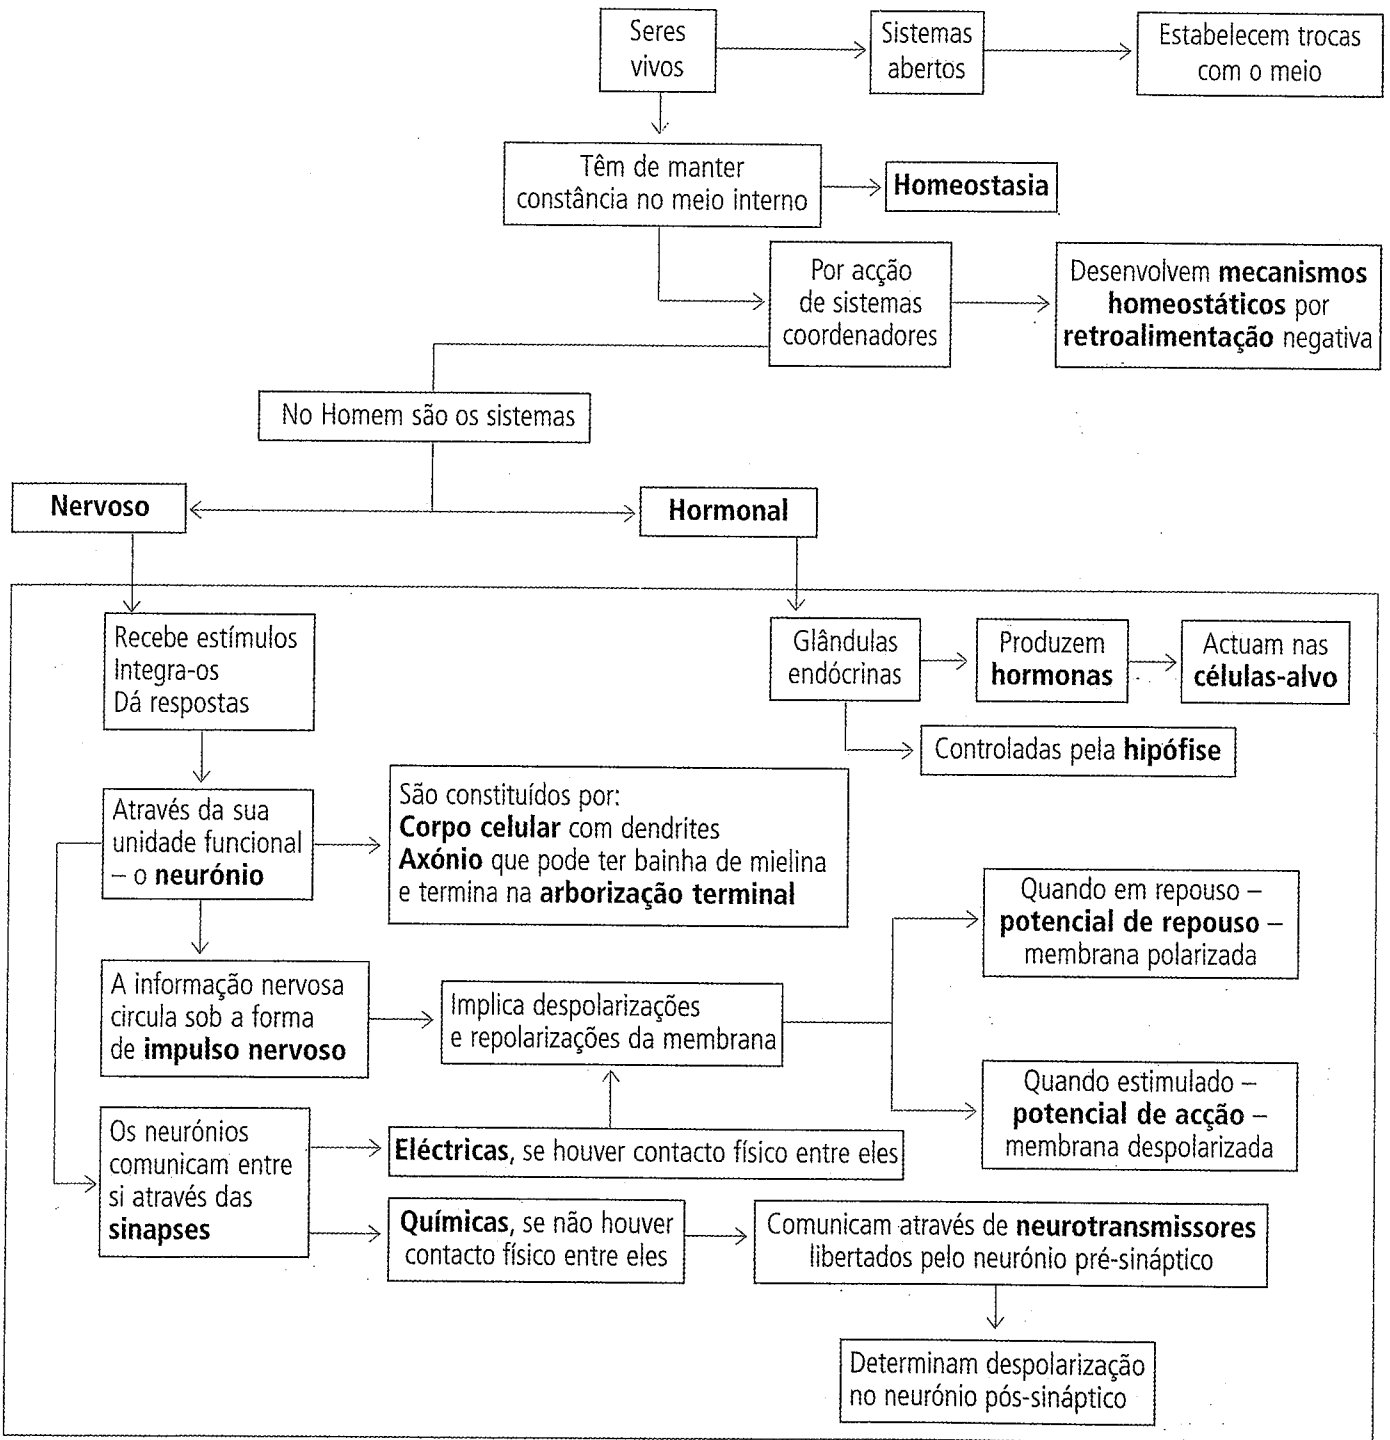 Seres
vivos
Sistemas
abertos
Estabelecem trocas
com o meio
Têm de manter
constância no meio interno
Homeostasia
Por acção
de sistemas
coordenadores
Desenvolvem mecanismos
homeostáticos por
retroalimentação negativa
No Homem são os sistemas
Nervoso
Hormonal
Recebe estímulos
Integra-os
Dá respostas
Glândulas
endócrinas
Produzem
hormonas
Actuam nas
células-alvo
Controladas pela hipófise
Através da sua
unidade funcional
– o neurónio
São constituídos por:
Corpo celular com dendrites
Axónio que pode ter bainha de mielina
e termina na arborização terminal
Quando em repouso –
potencial de repouso –
membrana polarizada
A informação nervosa
circula sob a forma
de impulso nervoso
Implica despolarizações
e repolarizações da membrana
Quando estimulado –
potencial de acção –
membrana despolarizada
Os neurónios
comunicam entre
si através das
sinapses
Eléctricas, se houver contacto físico entre eles
Químicas, se não houver
contacto físico entre eles
Comunicam através de neurotransmissores
libertados pelo neurónio pré-sináptico
Determinam despolarização
no neurónio pós-sináptico